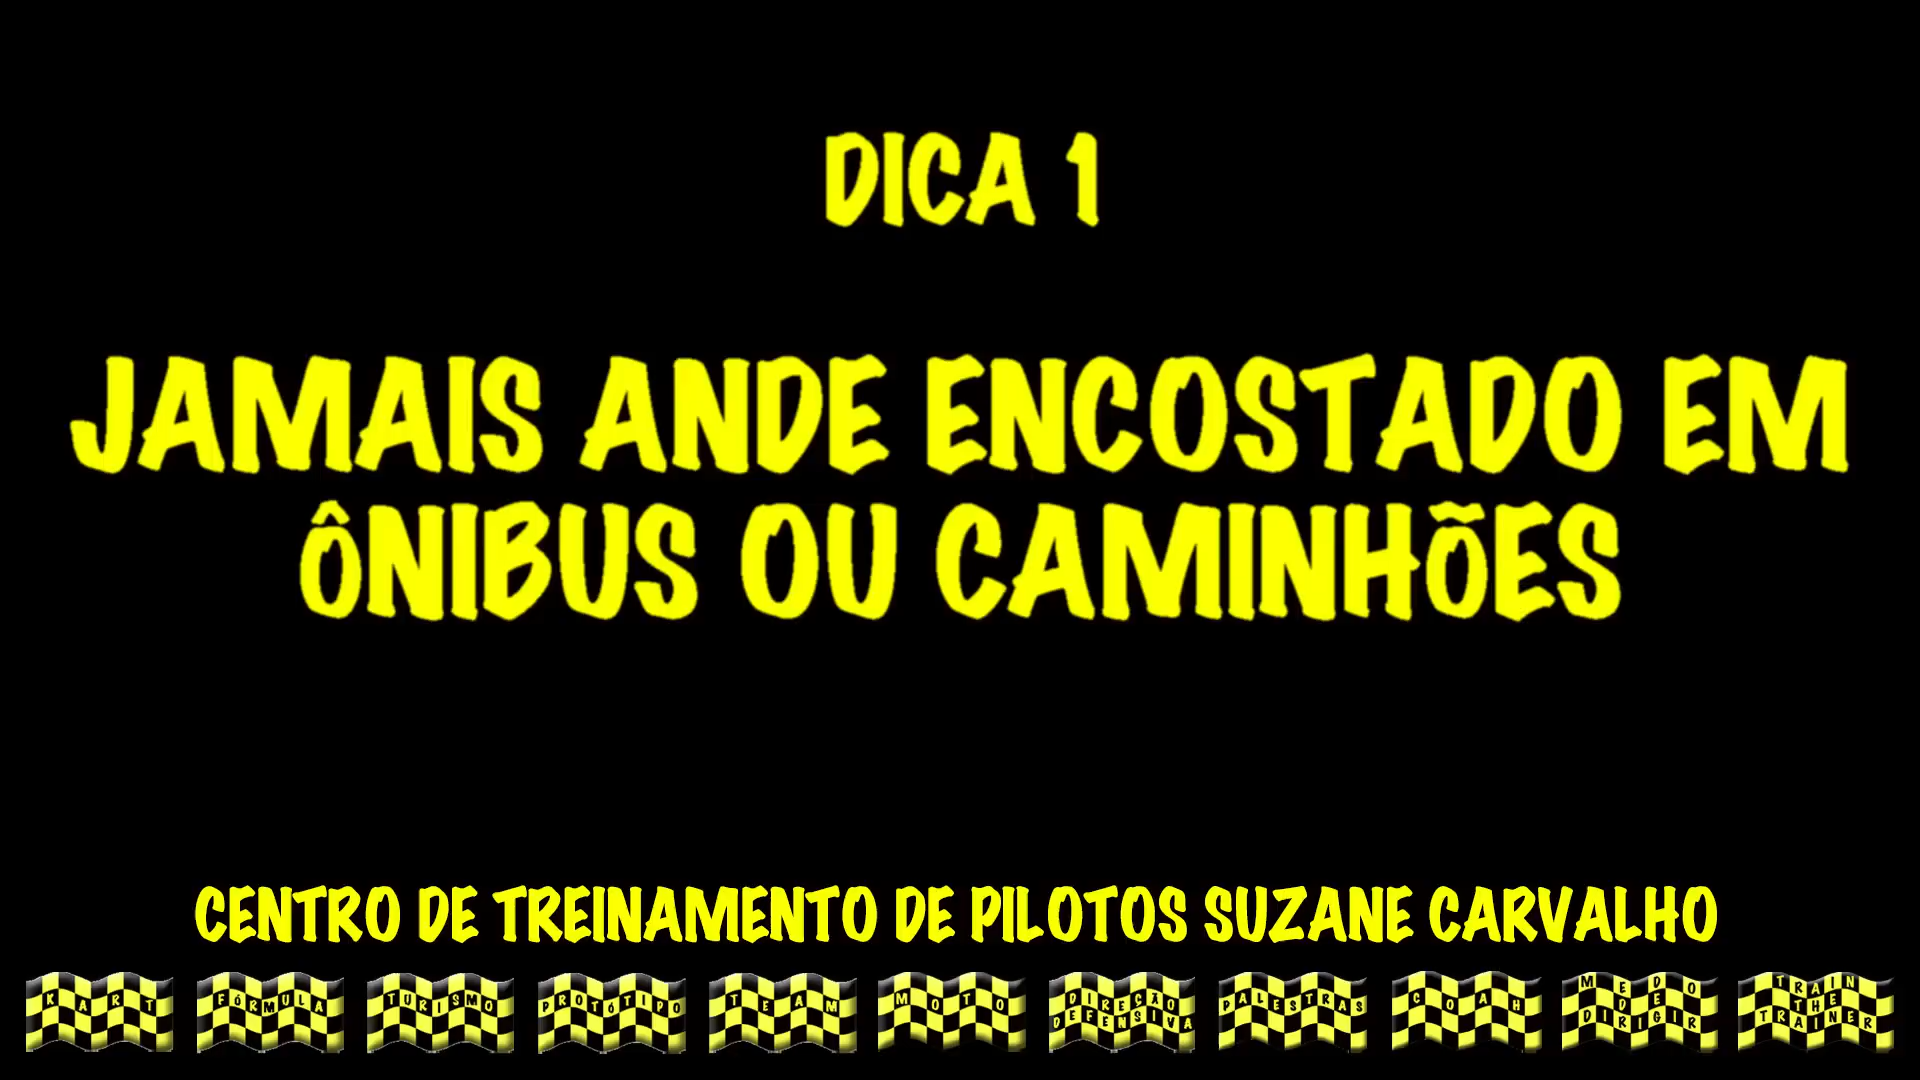 DICA 1
JAMAIS ANDE ENCOSTADO EM
ÔNIBUS OU CAMINHÕES
CENTRO DE TREINAMENTO DE PILOTOS SUZANE CARVALHO
KART
FÓRMULA
TURISMO
PROTÓTIPO
TEAM
MOTO
DIREÇÃO
DEFENSIVA
PALESTRAS
COAH
MEDO
DE
DIRIGIR
TRAIN
THE
TRAINER